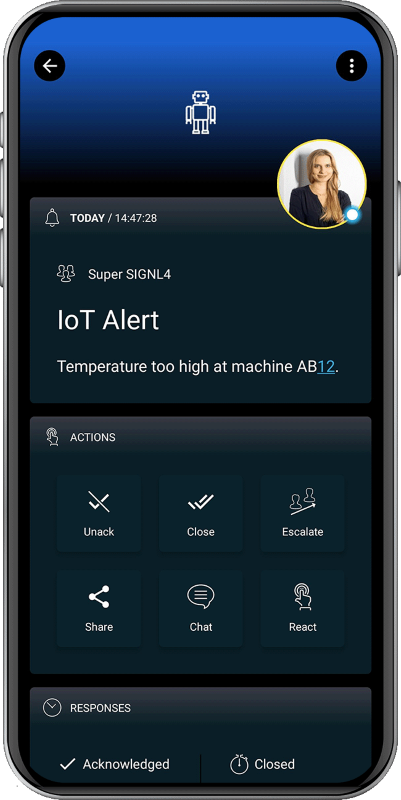 TODAY / 14:47:28
Super SIGNL4
IoT Alert
Temperature too high at machine AB12.
ACTIONS
Unack Close Escalate
Share Chat React
RESPONSES
Acknowledged Closed